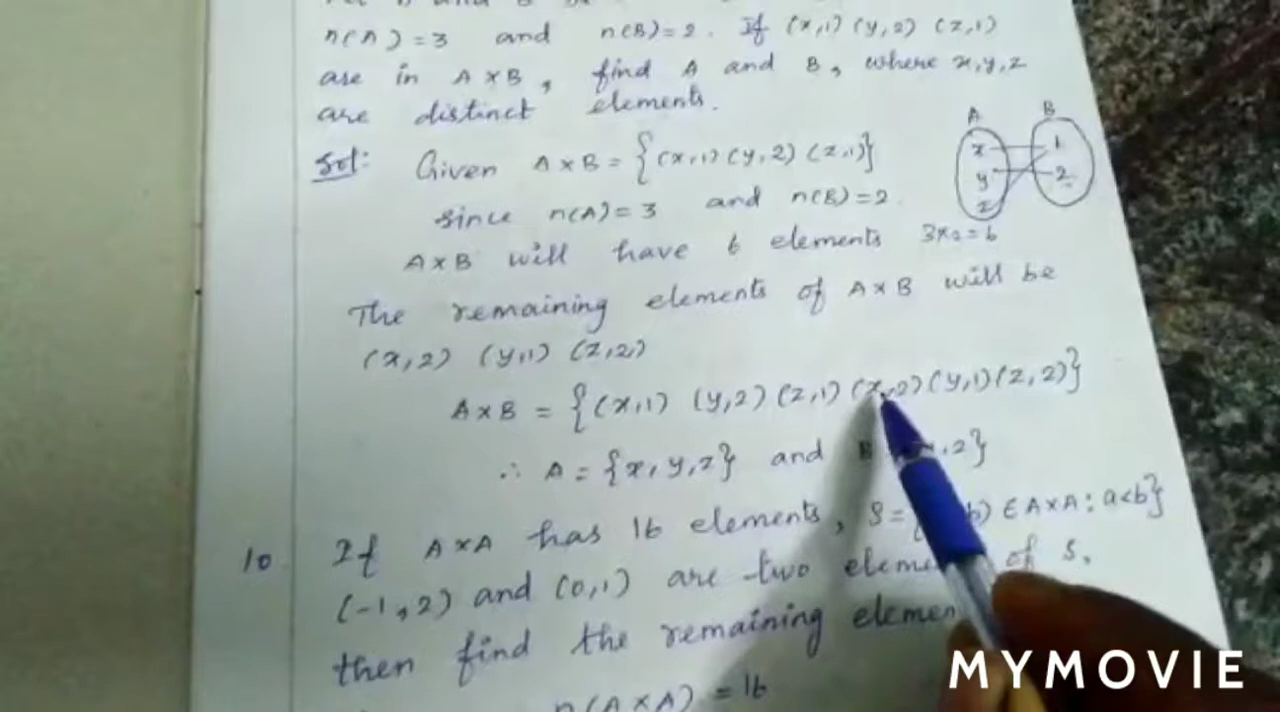 n(A) = 3 and n(B) = 2. If (x,1) (y,2) (z,1)
are in A x B, find A and B, where x, y, z
are distinct elements.
Sol: Given A x B = {(x,1) (y,2) (z,1)}
since n(A) = 3 and n(B) = 2.
A x B will have 6 elements 3x2 = 6
A B
x 1
y 2
z
The remaining elements of A x B will be
(x,2) (y,1) (z,2)
A x B = {(x,1) (y,2) (z,1) (x,2) (y,1) (z,2)}
∴ A = {x, y, z} and B , 2}
10 If A x A has 16 elements, S = { b) ∈ A x A : a < b}
(-1, 2) and (0,1) are two of S,
then find the remaining
n(A x A) = 16
MYMOVIE